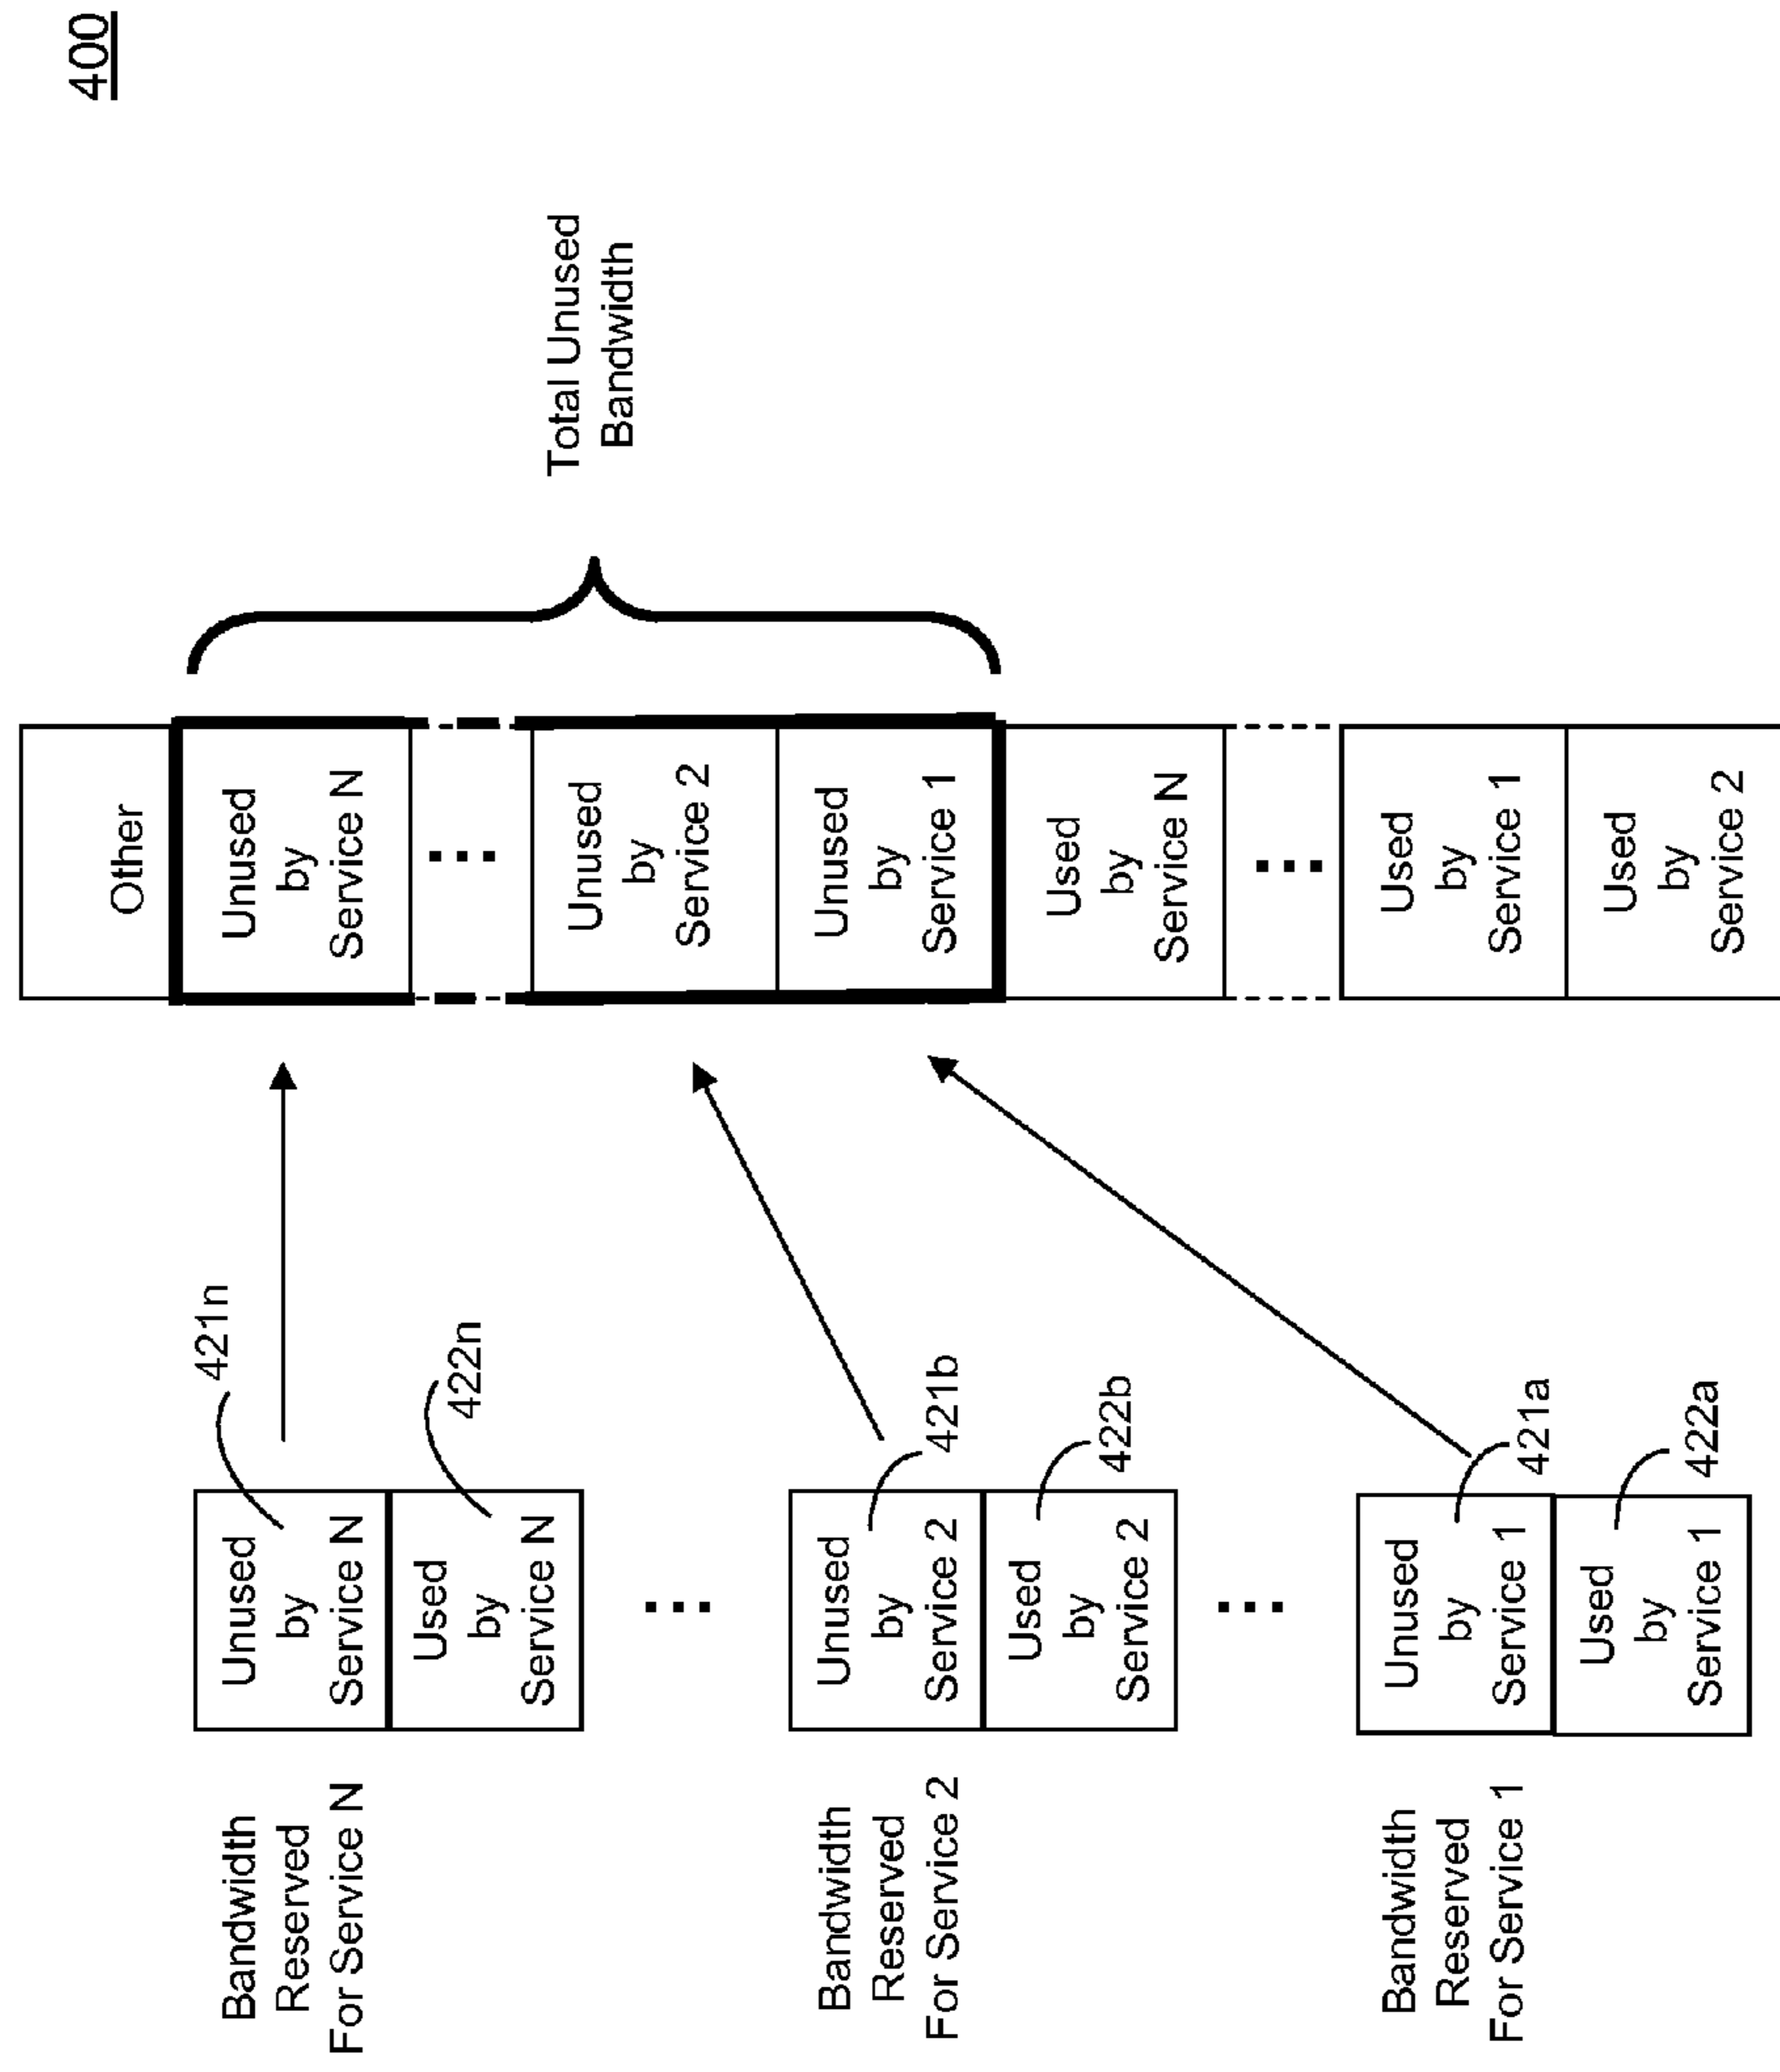 400
Bandwidth
Reserved
For Service N
Unused
by
Service N
421n
Used
by
Service N
422n
...
Bandwidth
Reserved
For Service 2
Unused
by
Service 2
421b
Used
by
Service 2
422b
...
Bandwidth
Reserved
For Service 1
Unused
by
Service 1
421a
Used
by
Service 1
422a
Other
Unused
by
Service N
...
Unused
by
Service 2
Unused
by
Service 1
Used
by
Service N
...
Used
by
Service 1
Used
by
Service 2
Total Unused
Bandwidth